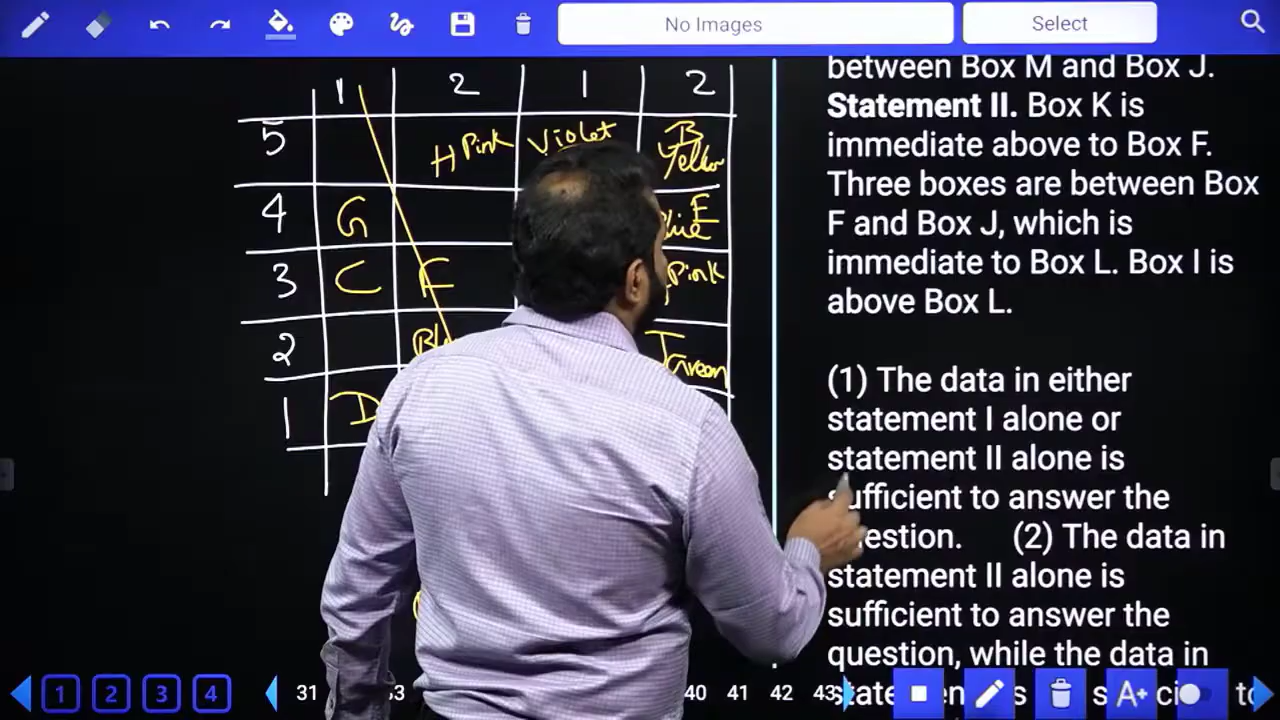 No Images
Select
1 2 1 2
5 H Pink Violet B Yellow
4 G E
3 C F Pink
2 J Green
1 D
between Box M and Box J.
Statement II. Box K is
immediate above to Box F.
Three boxes are between Box
F and Box J, which is
immediate to Box L. Box I is
above Box L.
(1) The data in either
statement I alone or
statement II alone is
sufficient to answer the
(2) The data in
statement II alone is
sufficient to answer the
question, while the data in
1 2 3 4
31 40 41 42 43
A+